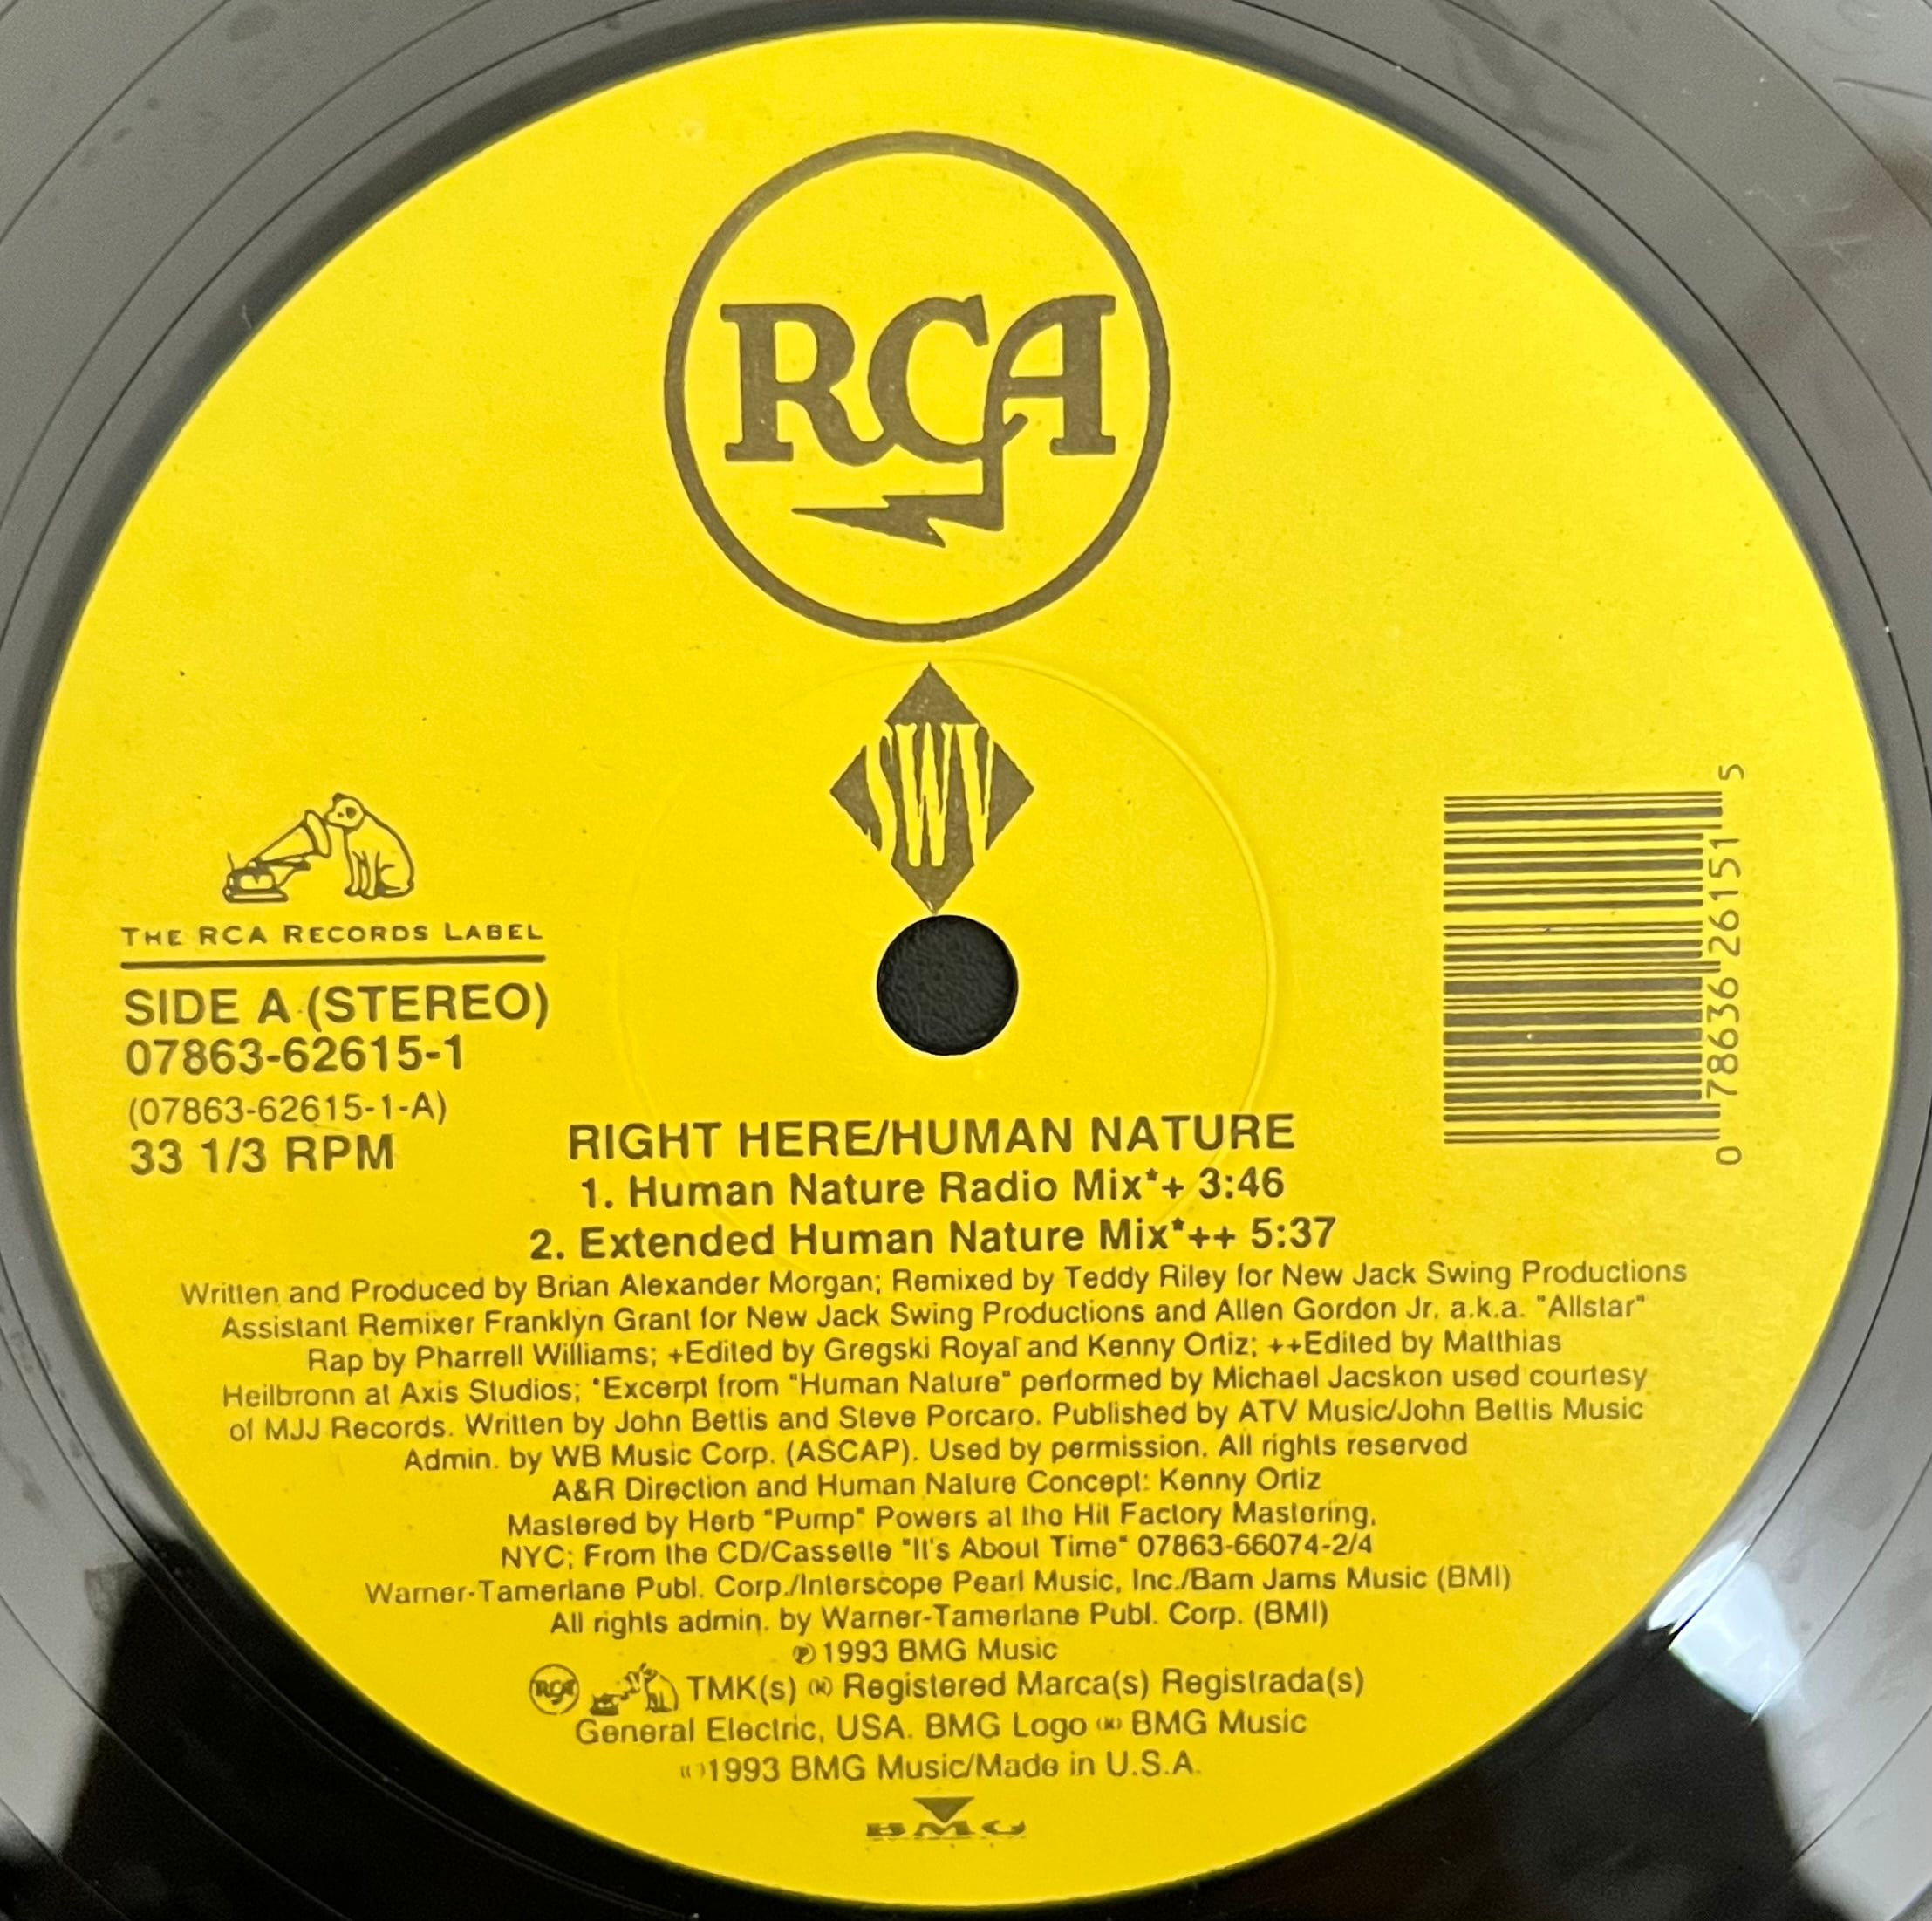 RCA
SWV
THE RCA RECORDS LABEL
SIDE A (STEREO)
07863-62615-1
(07863-62615-1-A)
33 1/3 RPM
0 78636 26151 5
RIGHT HERE/HUMAN NATURE
1. Human Nature Radio Mix*+ 3:46
2. Extended Human Nature Mix*++ 5:37
Written and Produced by Brian Alexander Morgan; Remixed by Teddy Riley for New Jack Swing Productions
Assistant Remixer Franklyn Grant for New Jack Swing Productions and Allen Gordon Jr. a.k.a. "Allstar"
Rap by Pharrell Williams; +Edited by Gregski Royal and Kenny Ortiz; ++Edited by Matthias
Heilbronn at Axis Studios; *Excerpt from "Human Nature" performed by Michael Jacskon used courtesy
of MJJ Records. Written by John Bettis and Steve Porcaro. Published by ATV Music/John Bettis Music
Admin. by WB Music Corp. (ASCAP). Used by permission. All rights reserved
A&R Direction and Human Nature Concept: Kenny Ortiz
Mastered by Herb "Pump" Powers at the Hit Factory Mastering,
NYC; From the CD/Cassette "It's About Time" 07863-66074-2/4
Warner-Tamerlane Publ. Corp./Interscope Pearl Music, Inc./Bam Jams Music (BMI)
All rights admin. by Warner-Tamerlane Publ. Corp. (BMI)
℗ 1993 BMG Music
RCA TMK(s) ® Registered Marca(s) Registrada(s)
General Electric, USA. BMG Logo ® BMG Music
1993 BMG Music/Made in U.S.A.
BMG